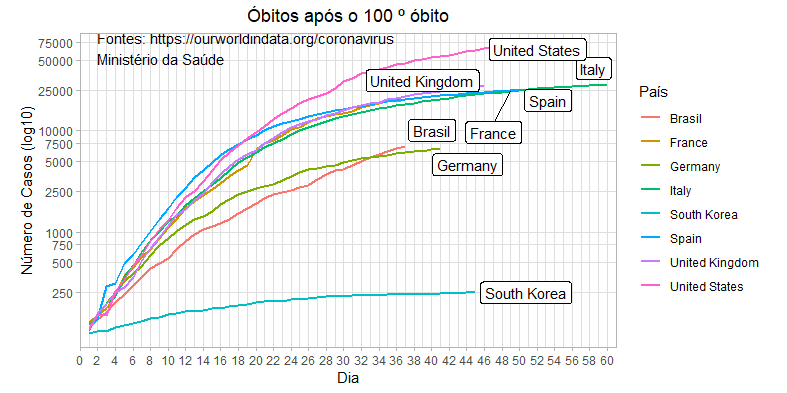 Óbitos após o 100 º óbito
Fontes: https://ourworldindata.org/coronavirus
Ministério da Saúde
Número de Casos (log10)
75000
50000
25000
10000
7500
5000
2500
1000
750
500
250
United States
Italy
United Kingdom
Spain
France
Brasil
Germany
South Korea
0 2 4 6 8 10 12 14 16 18 20 22 24 26 28 30 32 34 36 38 40 42 44 46 48 50 52 54 56 58 60
Dia
País
Brasil
France
Germany
Italy
South Korea
Spain
United Kingdom
United States